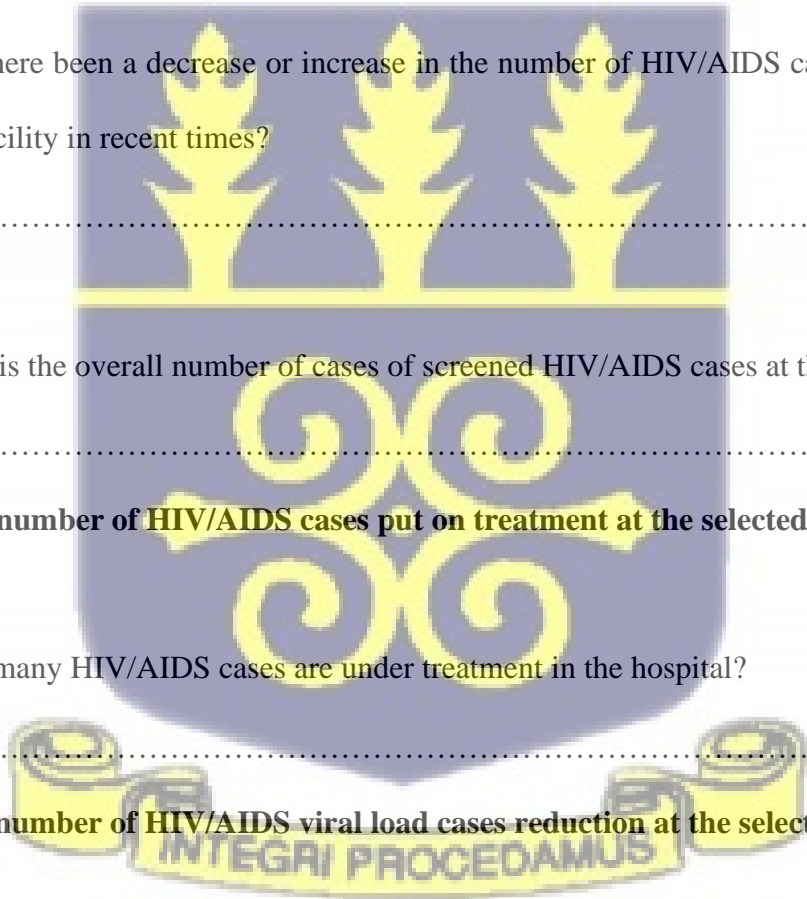 here been a decrease or increase in the number of HIV/AIDS ca
cility in recent times?
………………………………………………………………
is the overall number of cases of screened HIV/AIDS cases at th
………………………………………………………………
number of HIV/AIDS cases put on treatment at the selected
many HIV/AIDS cases are under treatment in the hospital?
………………………………………………………………
number of HIV/AIDS viral load cases reduction at the select
INTEGRI PROCEDAMUS